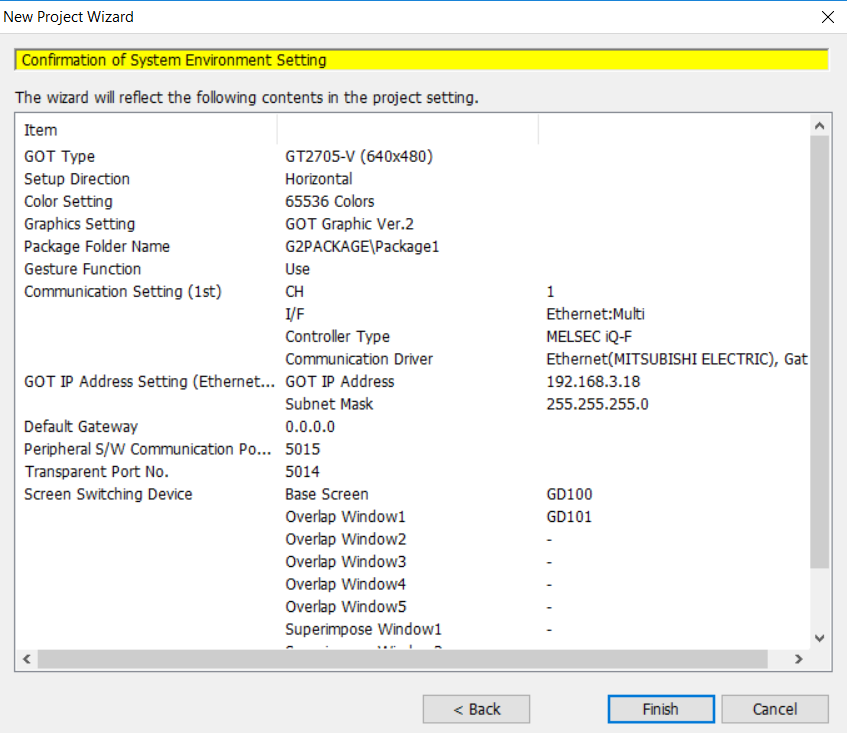 New Project Wizard
Confirmation of System Environment Setting
The wizard will reflect the following contents in the project setting.
Item
GOT Type GT2705-V (640x480)
Setup Direction Horizontal
Color Setting 65536 Colors
Graphics Setting GOT Graphic Ver.2
Package Folder Name G2PACKAGE\Package1
Gesture Function Use
Communication Setting (1st) CH 1
I/F Ethernet:Multi
Controller Type MELSEC iQ-F
Communication Driver Ethernet(MITSUBISHI ELECTRIC), Gat
GOT IP Address Setting (Ethernet... GOT IP Address 192.168.3.18
Subnet Mask 255.255.255.0
Default Gateway 0.0.0.0
Peripheral S/W Communication Po... 5015
Transparent Port No. 5014
Screen Switching Device Base Screen GD100
Overlap Window1 GD101
Overlap Window2 -
Overlap Window3 -
Overlap Window4 -
Overlap Window5 -
Superimpose Window1 -
< Back Finish Cancel